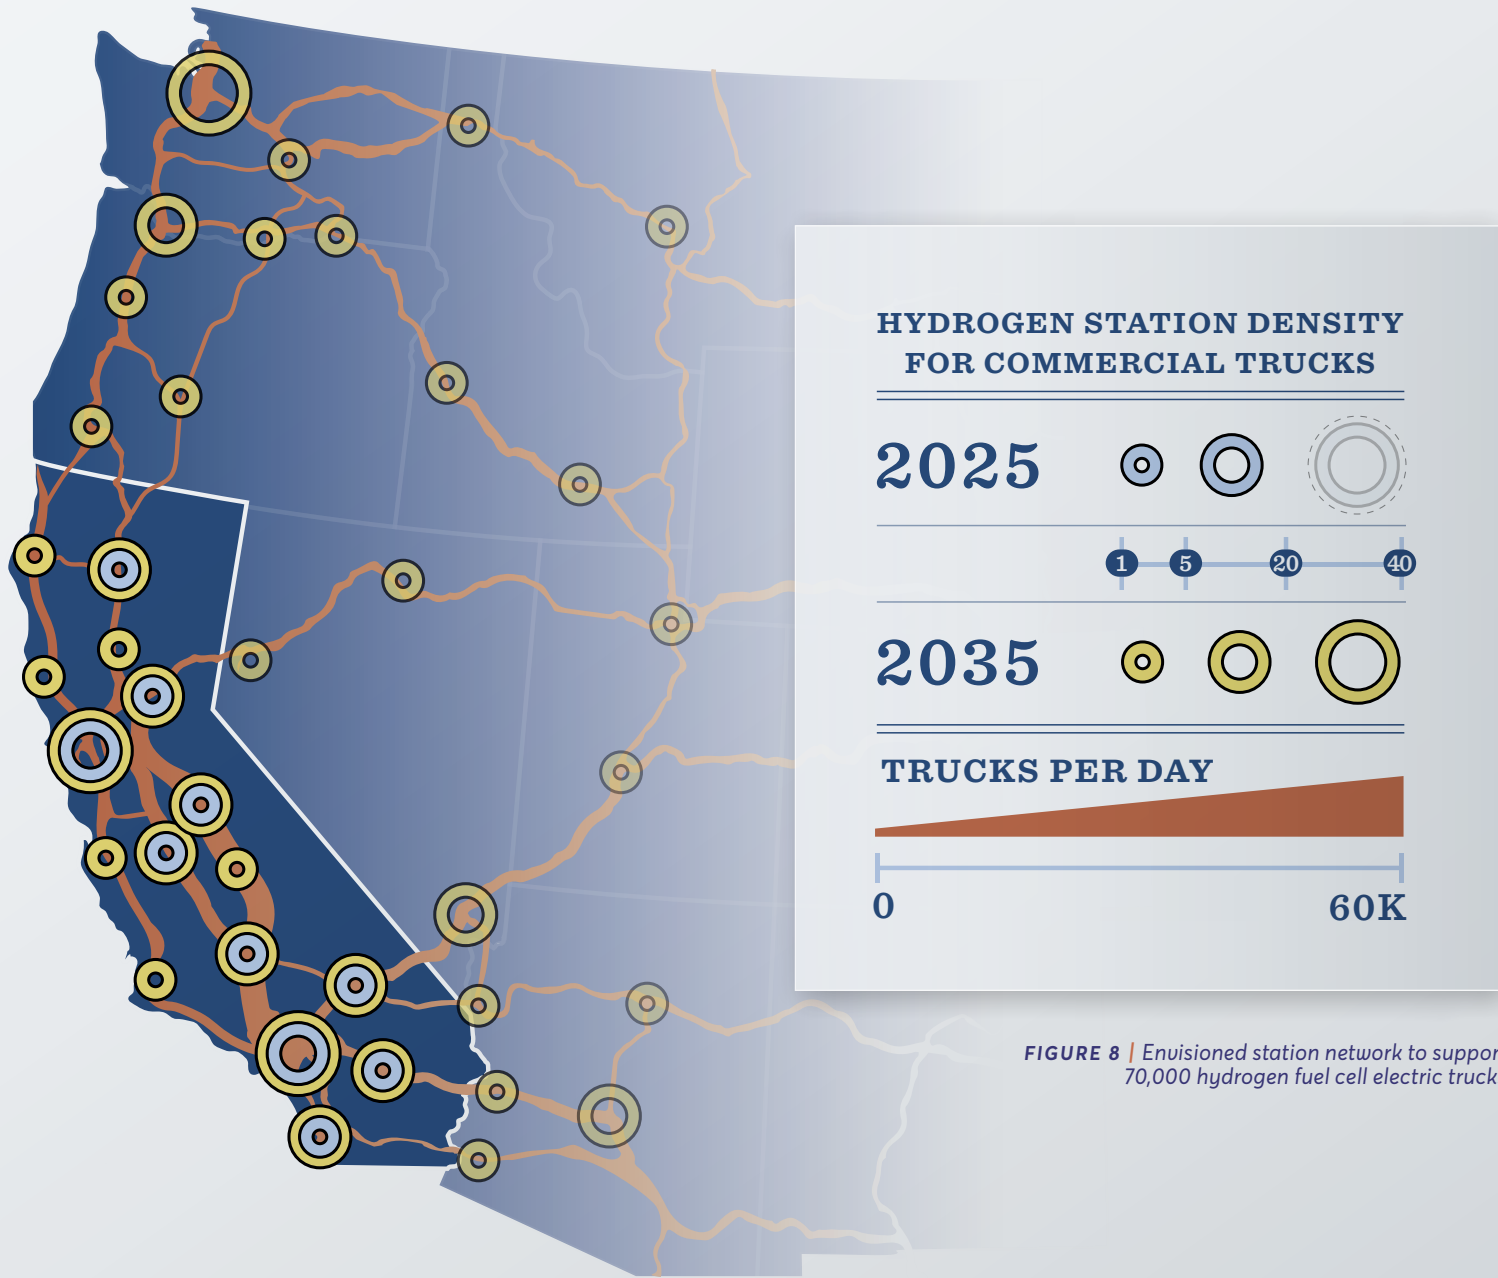 HYDROGEN STATION DENSITY
FOR COMMERCIAL TRUCKS
2025
1 5 20 40
2035
TRUCKS PER DAY
0 60K
FIGURE 8 | Envisioned station network to suppor
70,000 hydrogen fuel cell electric truck